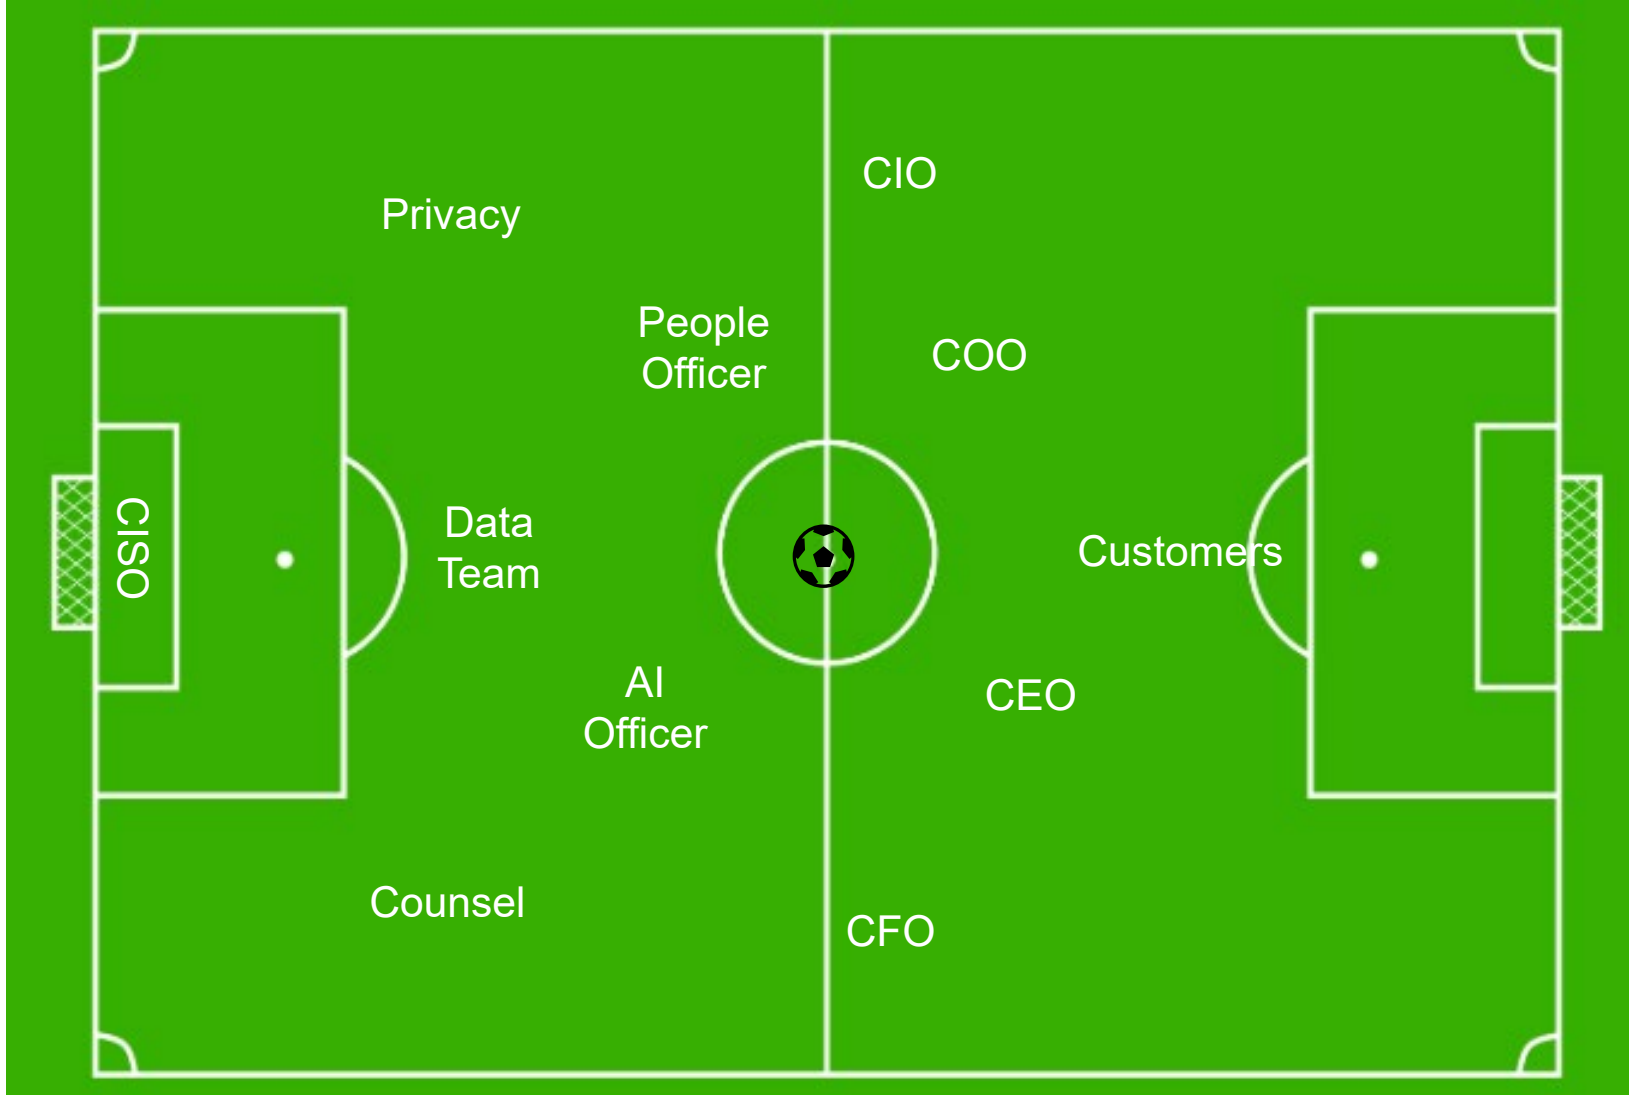 CIO
Privacy
People
Officer
COO
CISO
Data
Team
Customers
AI
Officer
CEO
Counsel
CFO